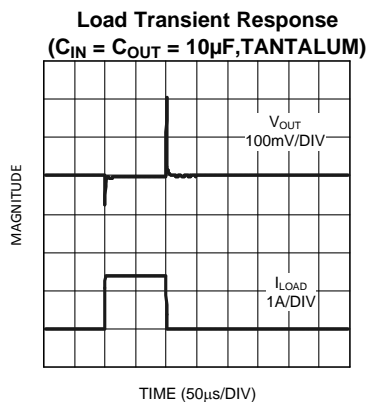 Load Transient Response
(CIN = COUT = 10µF,TANTALUM)
VOUT
100mV/DIV
MAGNITUDE
ILOAD
1A/DIV
TIME (50µs/DIV)